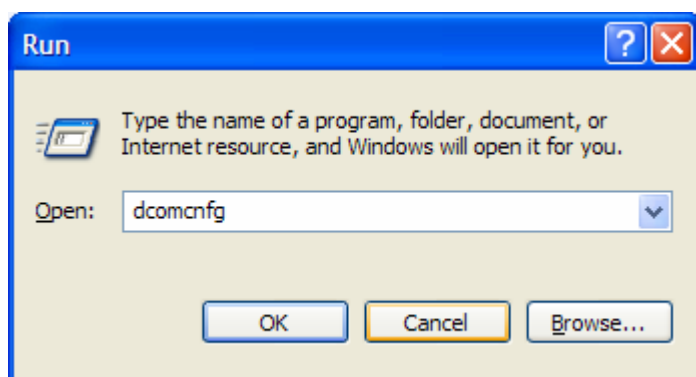 Run
Type the name of a program, folder, document, or
Internet resource, and Windows will open it for you.
Open: dcomcnfg
OK Cancel Browse...